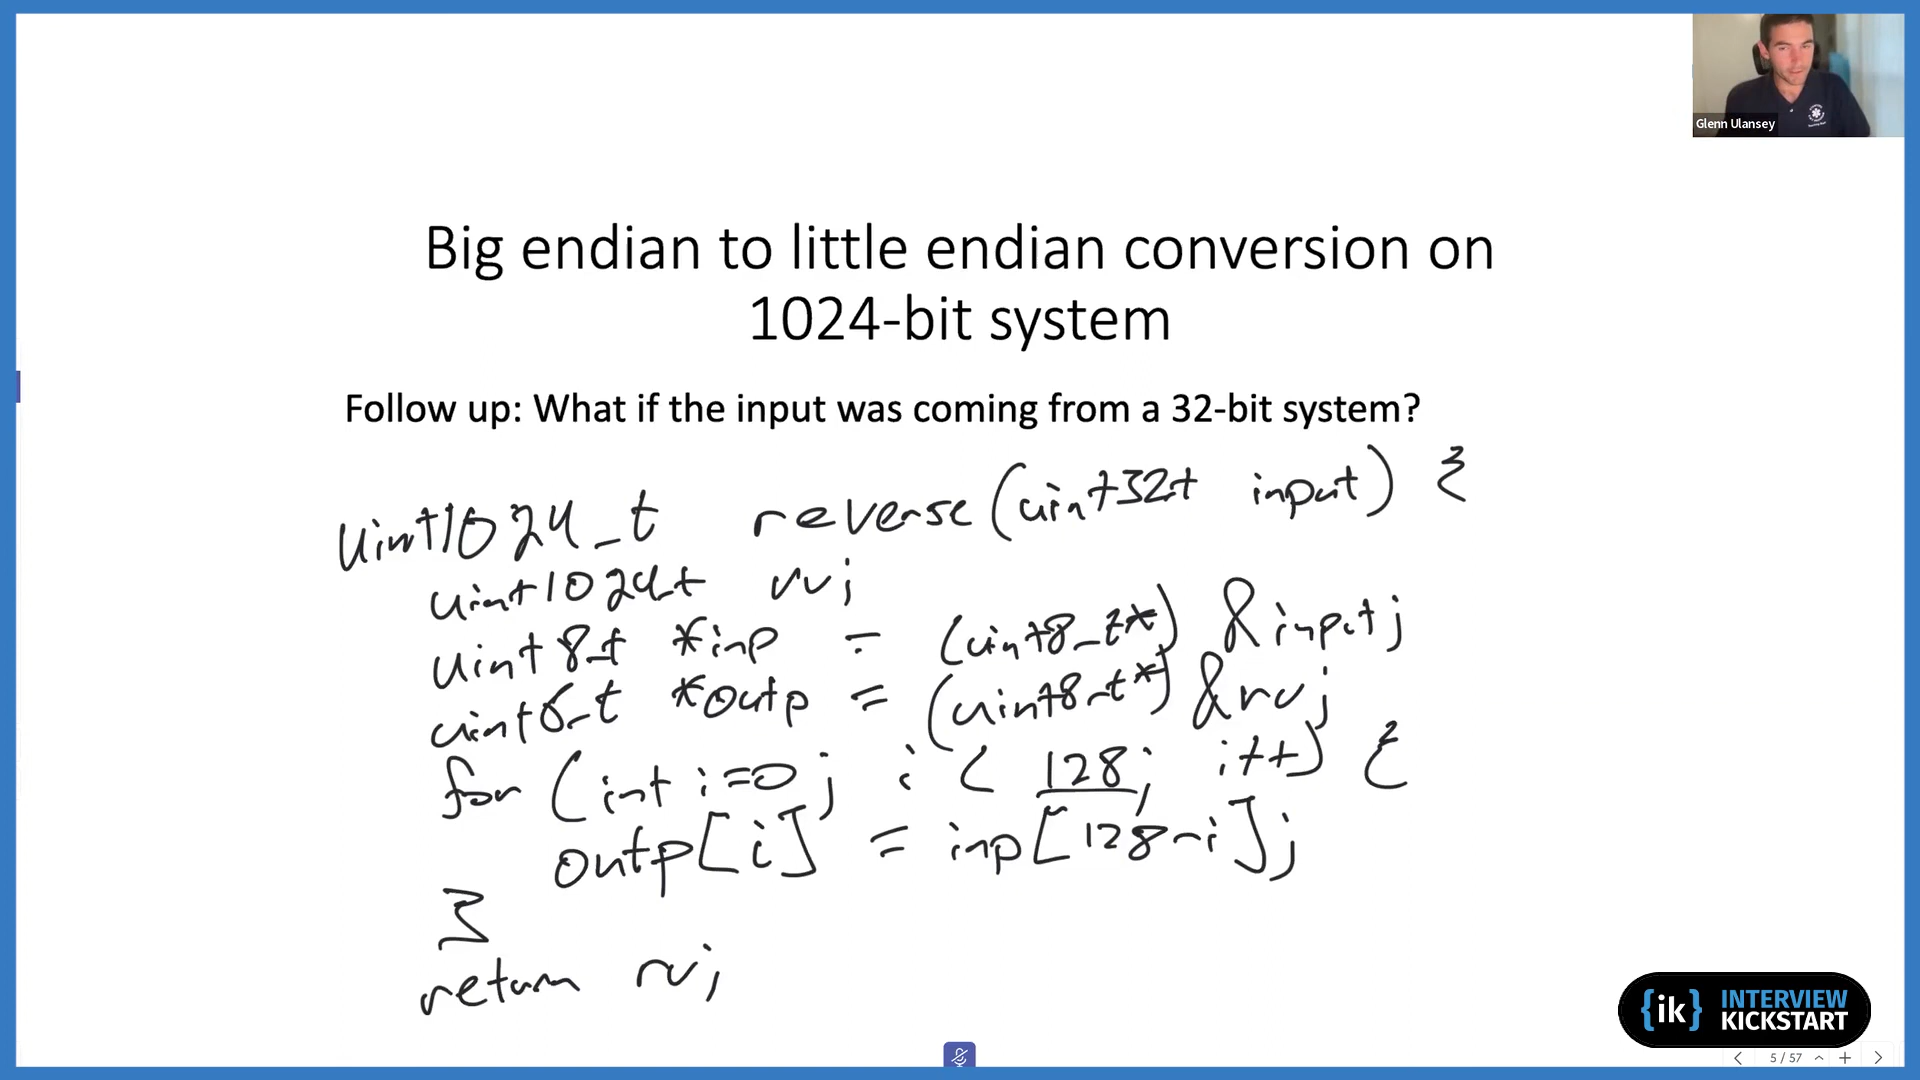 Glenn Ulansey
Big endian to little endian conversion on
1024-bit system
Follow up: What if the input was coming from a 32-bit system?
uint1024_t reverse(uint32t input) {
uint1024_t rv;
uint8_t *inp = (uint8_t*) &input;
uint8_t *outp = (uint8_t*) &rv;
for (int i=0; i < 128; i++) {
outp[i] = inp[128-i];
}
return rv;
{ik} INTERVIEW
KICKSTART
5 / 57